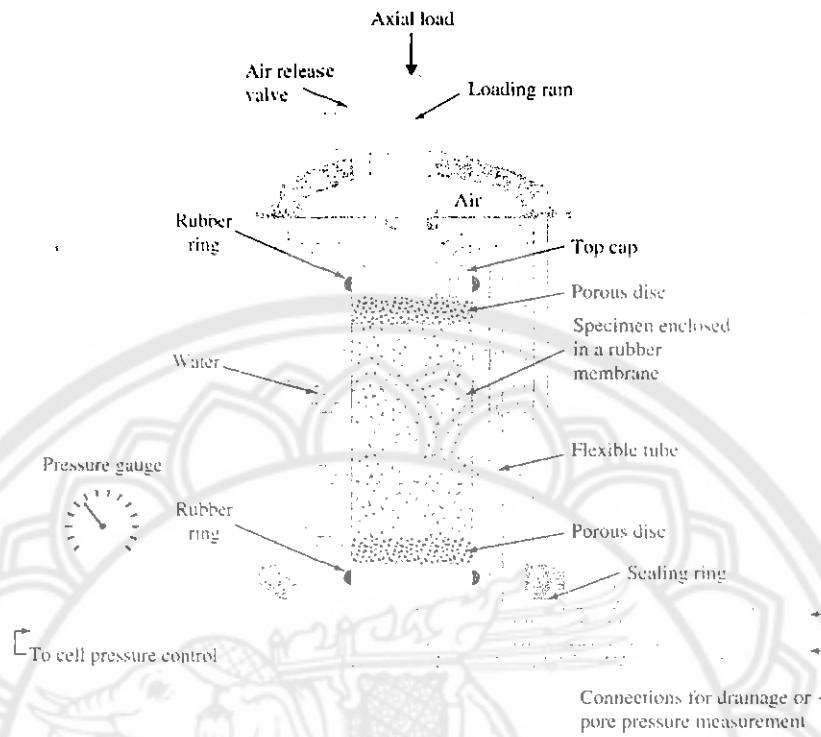 Axial load
Air release
valve
Loading ram
Air
Rubber
ring
Top cap
Porous disc
Specimen enclosed
in a rubber
membrane
Water
Flexible tube
Pressure gauge
Rubber
ring
Porous disc
Sealing ring
To cell pressure control
Connections for drainage or
pore pressure measurement